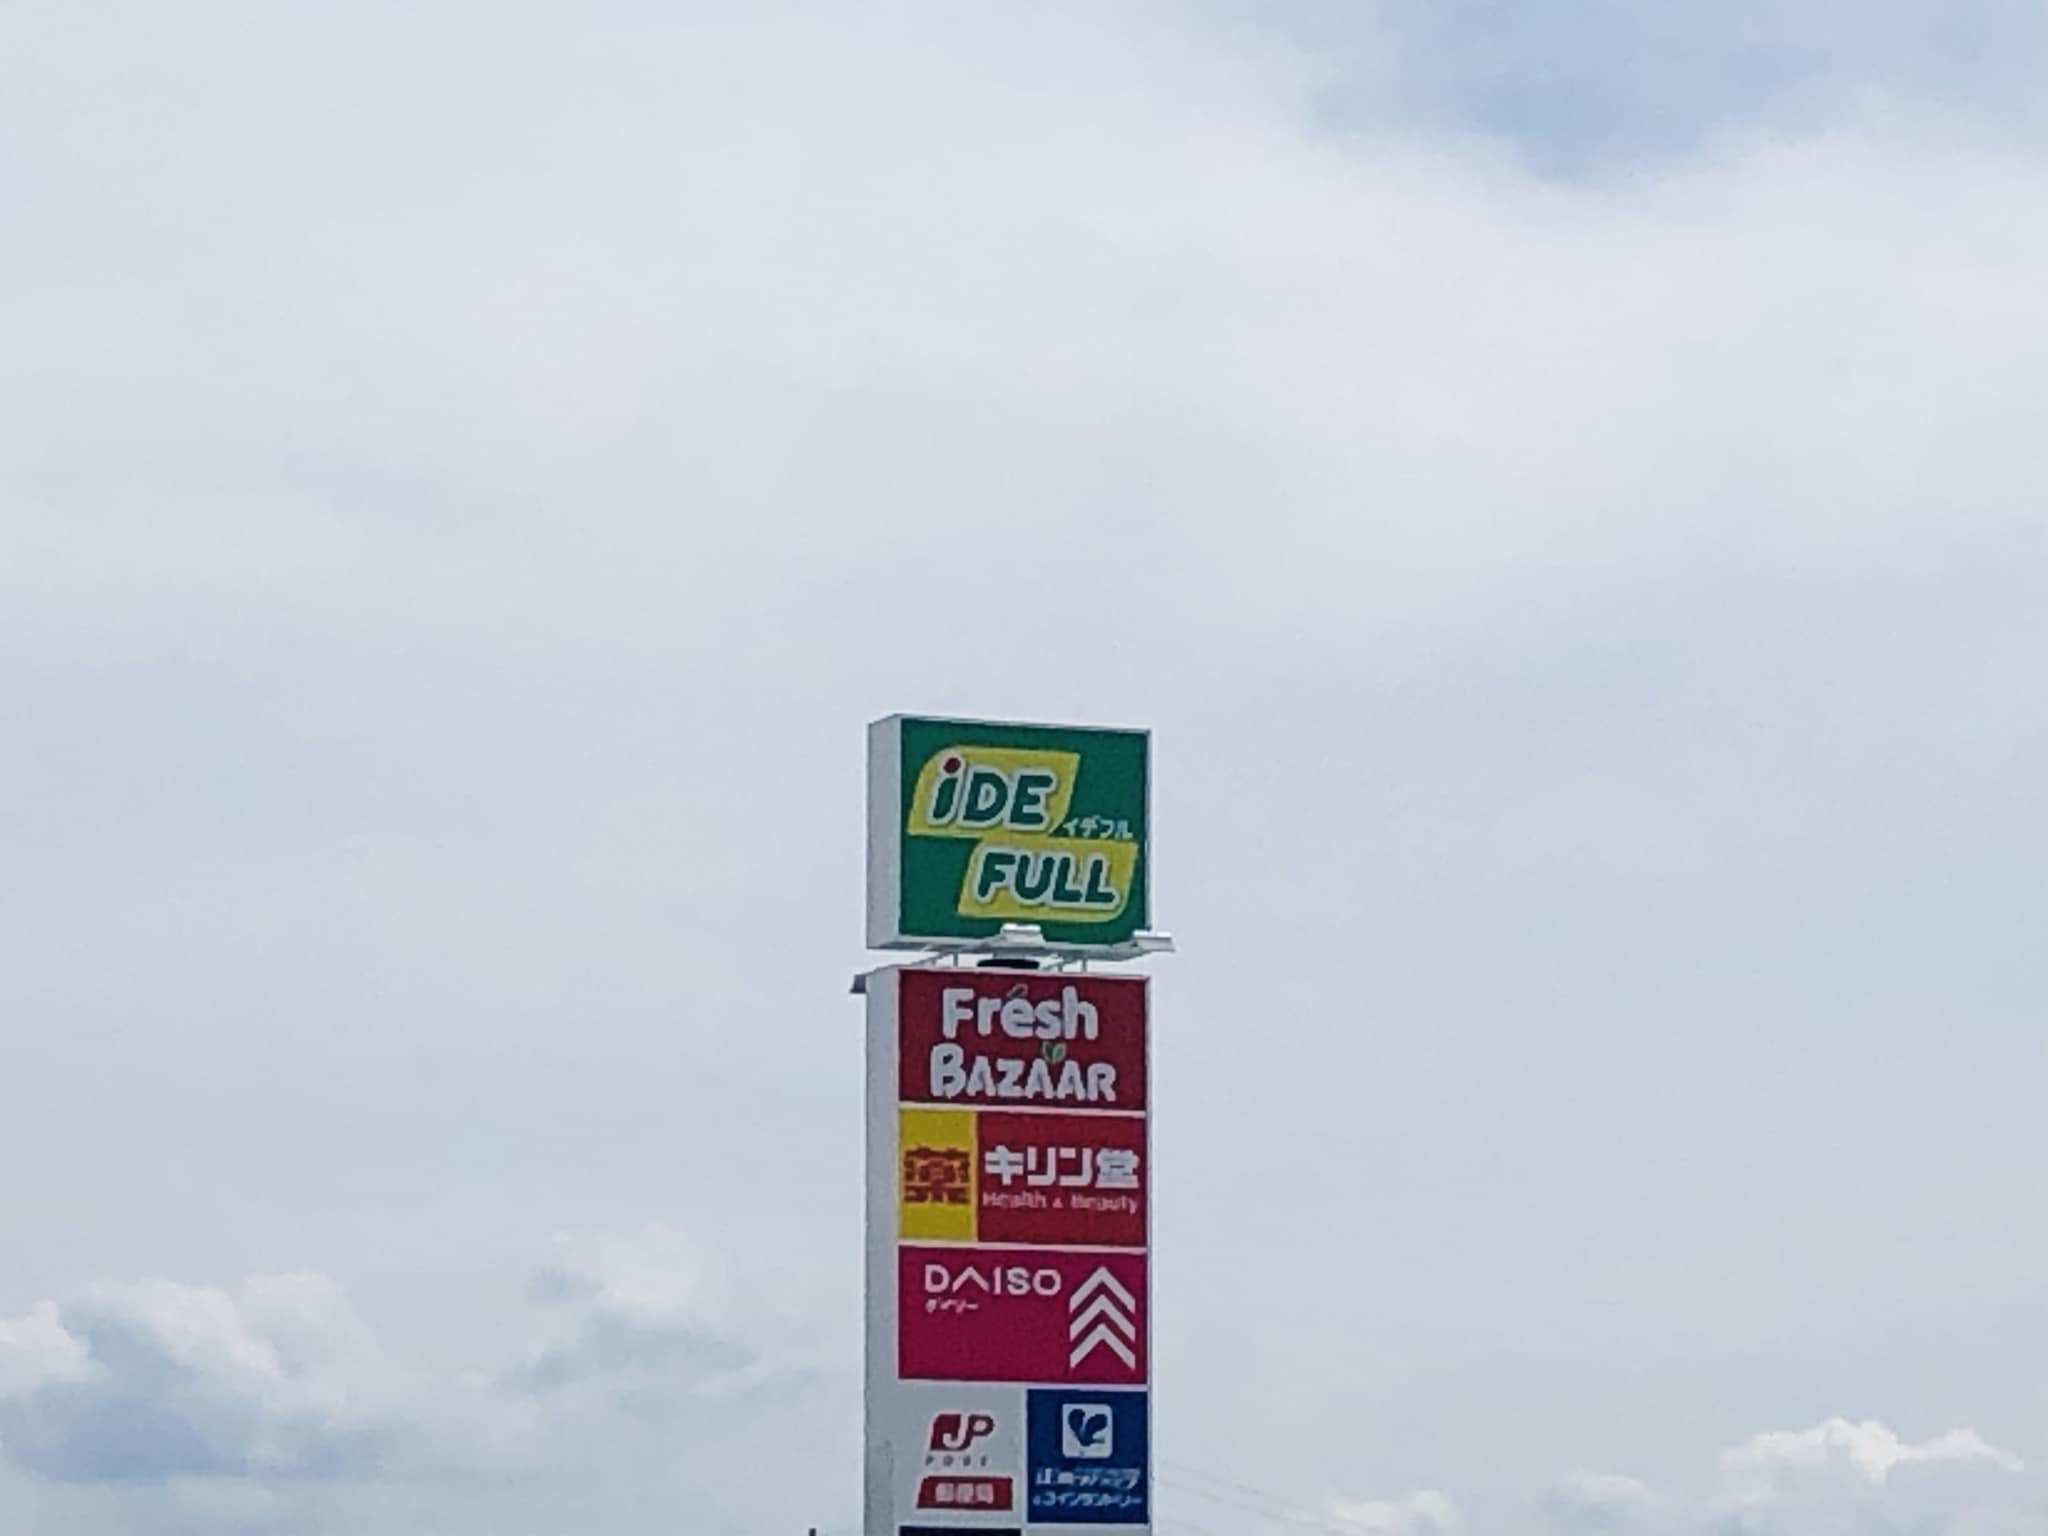 iDE
イデフル
FULL
Fresh
BAZAAR
キリン堂
Health & Beauty
DAISO
ダイソー
JP
POST
郵便局
&コインランドリー